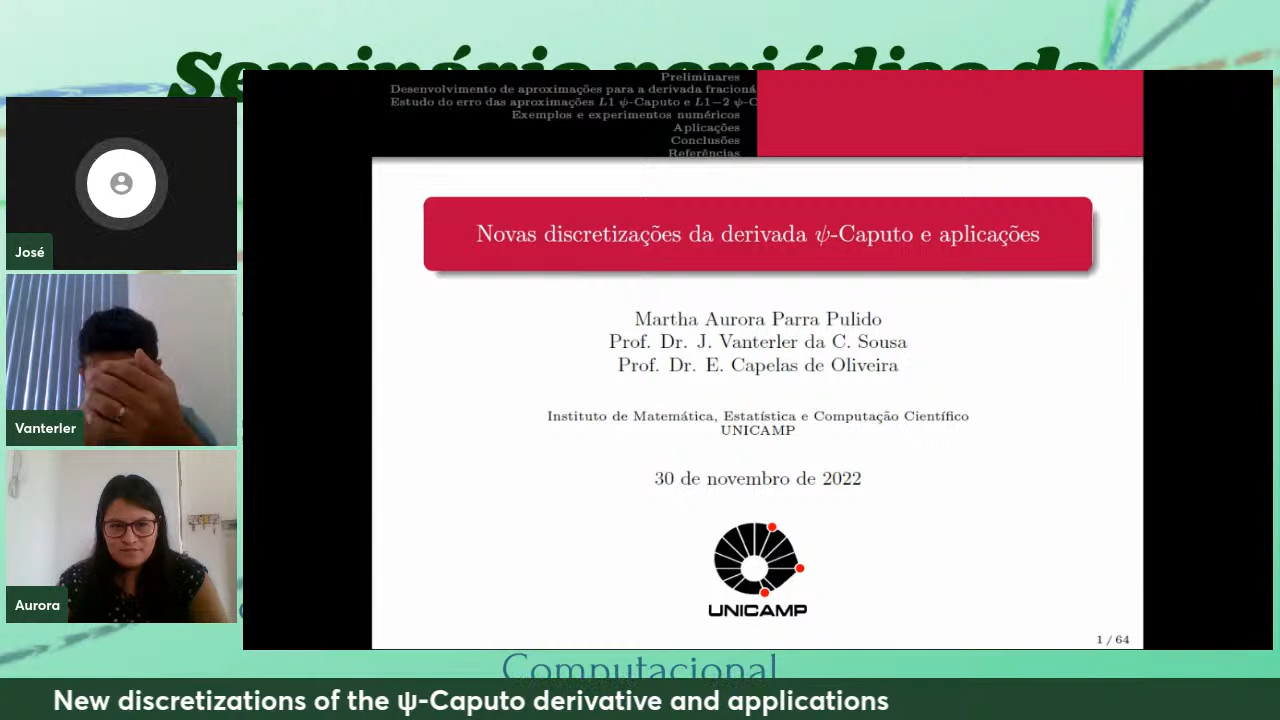 Seminário periódico de
Preliminares
Desenvolvimento de aproximações para a derivada fracioná
Estudo do erro das aproximações L1 ψ-Caputo e L1−2 ψ-C
Exemplos e experimentos numéricos
Aplicações
Conclusões
Referências
José
Vanterler
Aurora
Novas discretizações da derivada ψ-Caputo e aplicações
Martha Aurora Parra Pulido
Prof. Dr. J. Vanterler da C. Sousa
Prof. Dr. E. Capelas de Oliveira
Instituto de Matemática, Estatística e Computação Científico
UNICAMP
30 de novembro de 2022
UNICAMP
1 / 64
Computacional
New discretizations of the ψ-Caputo derivative and applications